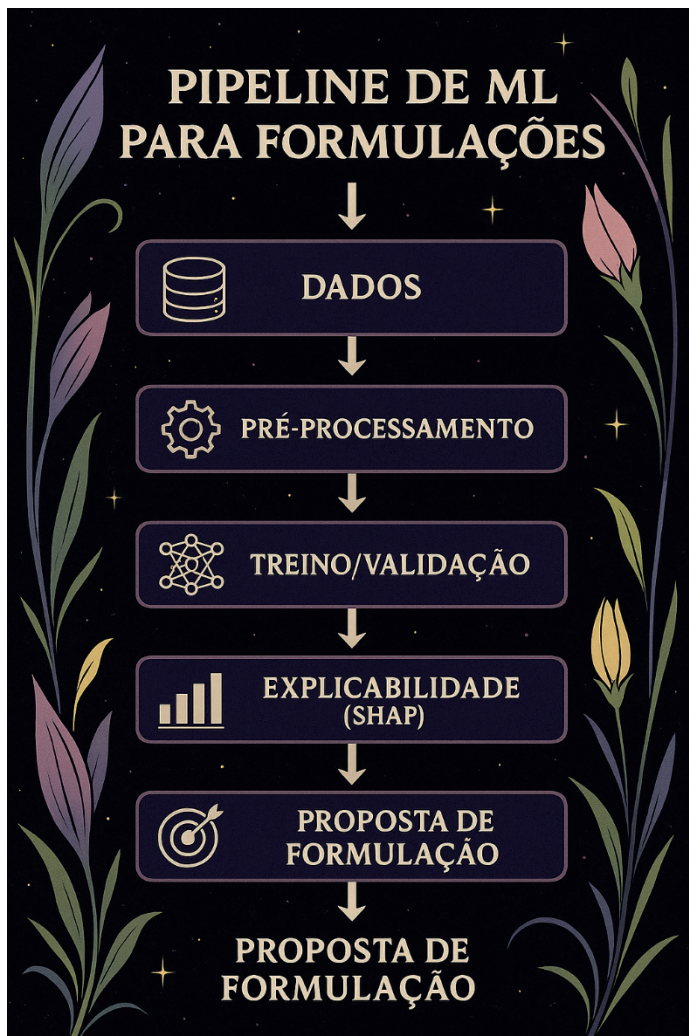 PIPELINE DE ML
PARA FORMULAÇÕES
DADOS
PRÉ-PROCESSAMENTO
TREINO/VALIDAÇÃO
EXPLICABILIDADE
(SHAP)
PROPOSTA DE
FORMULAÇÃO
PROPOSTA DE
FORMULAÇÃO